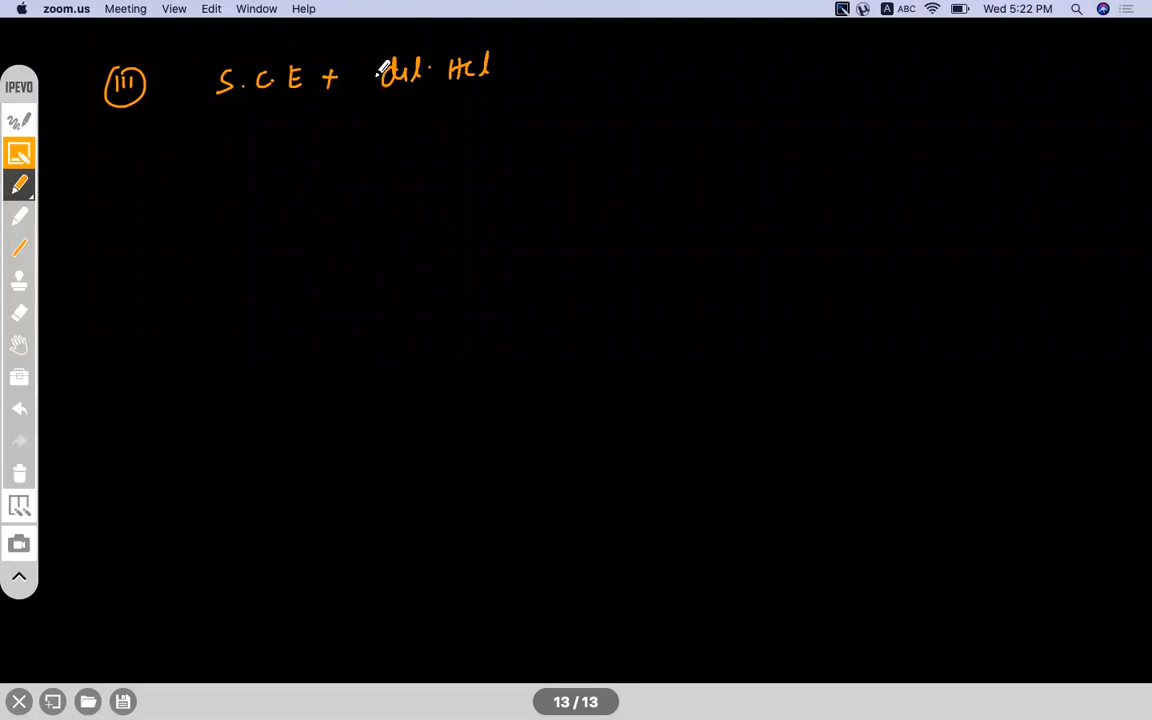 zoom.us Meeting View Edit Window Help A ABC Wed 5:22 PM
(iii) S.C.E + dil. HCl
IPEVO
13 / 13